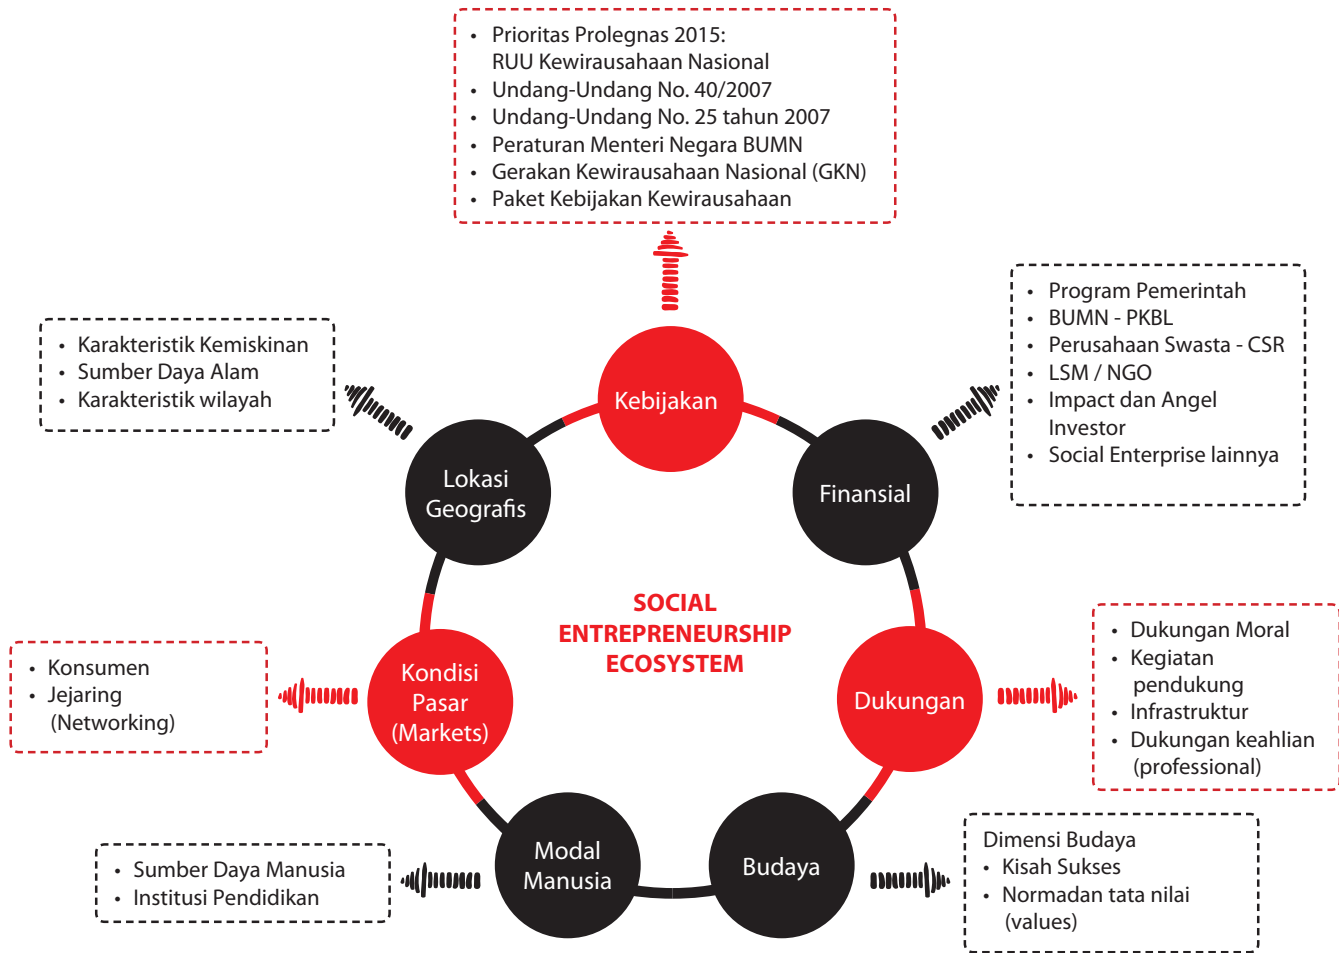 • Prioritas Prolegnas 2015:
RUU Kewirausahaan Nasional
• Undang-Undang No. 40/2007
• Undang-Undang No. 25 tahun 2007
• Peraturan Menteri Negara BUMN
• Gerakan Kewirausahaan Nasional (GKN)
• Paket Kebijakan Kewirausahaan
• Karakteristik Kemiskinan
• Sumber Daya Alam
• Karakteristik wilayah
• Program Pemerintah
• BUMN - PKBL
• Perusahaan Swasta - CSR
• LSM / NGO
• Impact dan Angel
Investor
• Social Enterprise lainnya
Kebijakan
Lokasi
Geografis
Finansial
SOCIAL
ENTREPRENEURSHIP
ECOSYSTEM
• Konsumen
• Jejaring
(Networking)
Kondisi
Pasar
(Markets)
Dukungan
• Dukungan Moral
• Kegiatan
pendukung
• Infrastruktur
• Dukungan keahlian
(professional)
• Sumber Daya Manusia
• Institusi Pendidikan
Modal
Manusia
Budaya
Dimensi Budaya
• Kisah Sukses
• Normadan tata nilai
(values)